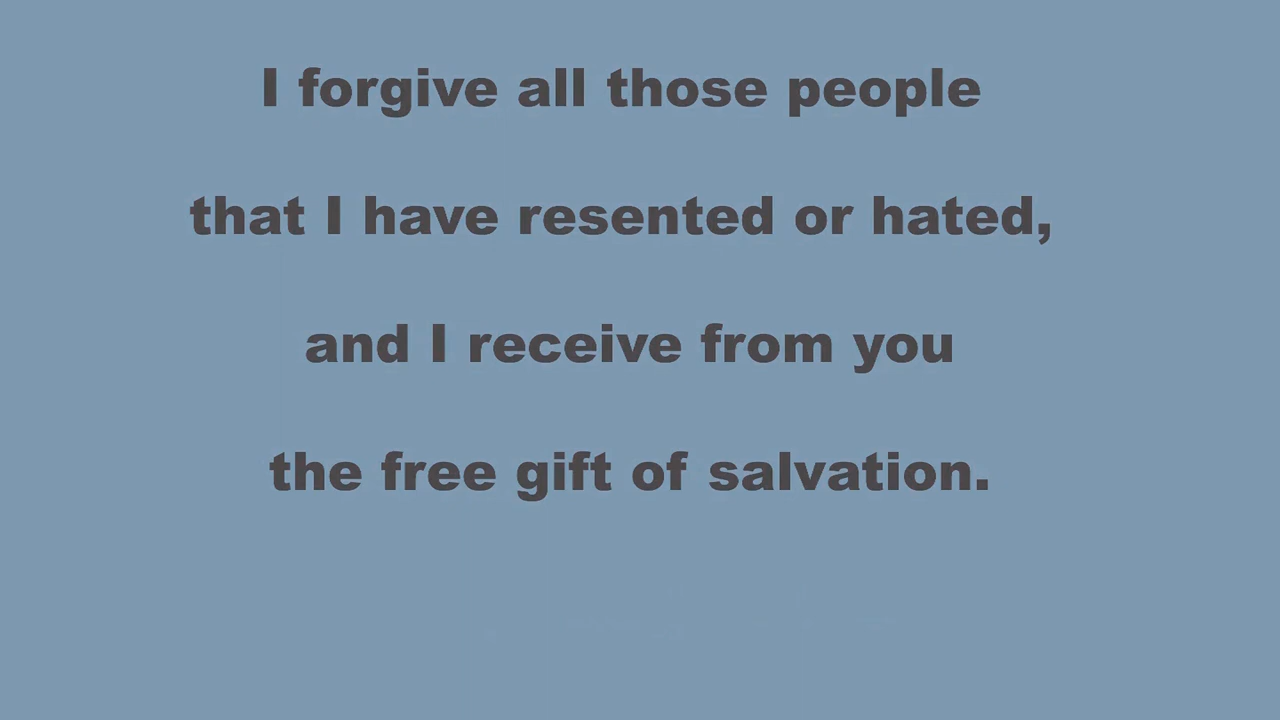 I forgive all those people
that I have resented or hated,
and I receive from you
the free gift of salvation.